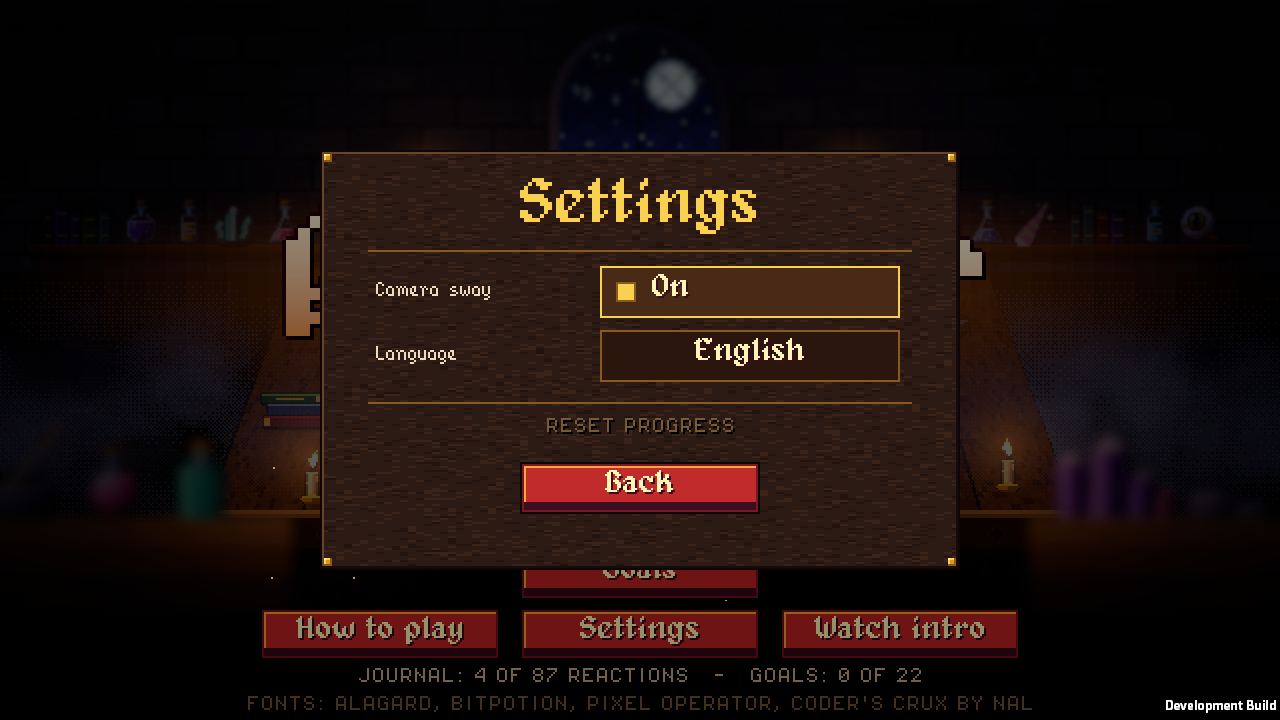 Settings
Camera sway
On
Language
English
RESET PROGRESS
Back
Goals
How to play
Settings
Watch intro
JOURNAL: 4 OF 87 REACTIONS - GOALS: 0 OF 22
FONTS: ALAGARD, BITPOTION, PIXEL OPERATOR, CODER'S CRUX BY NAL
Development Build